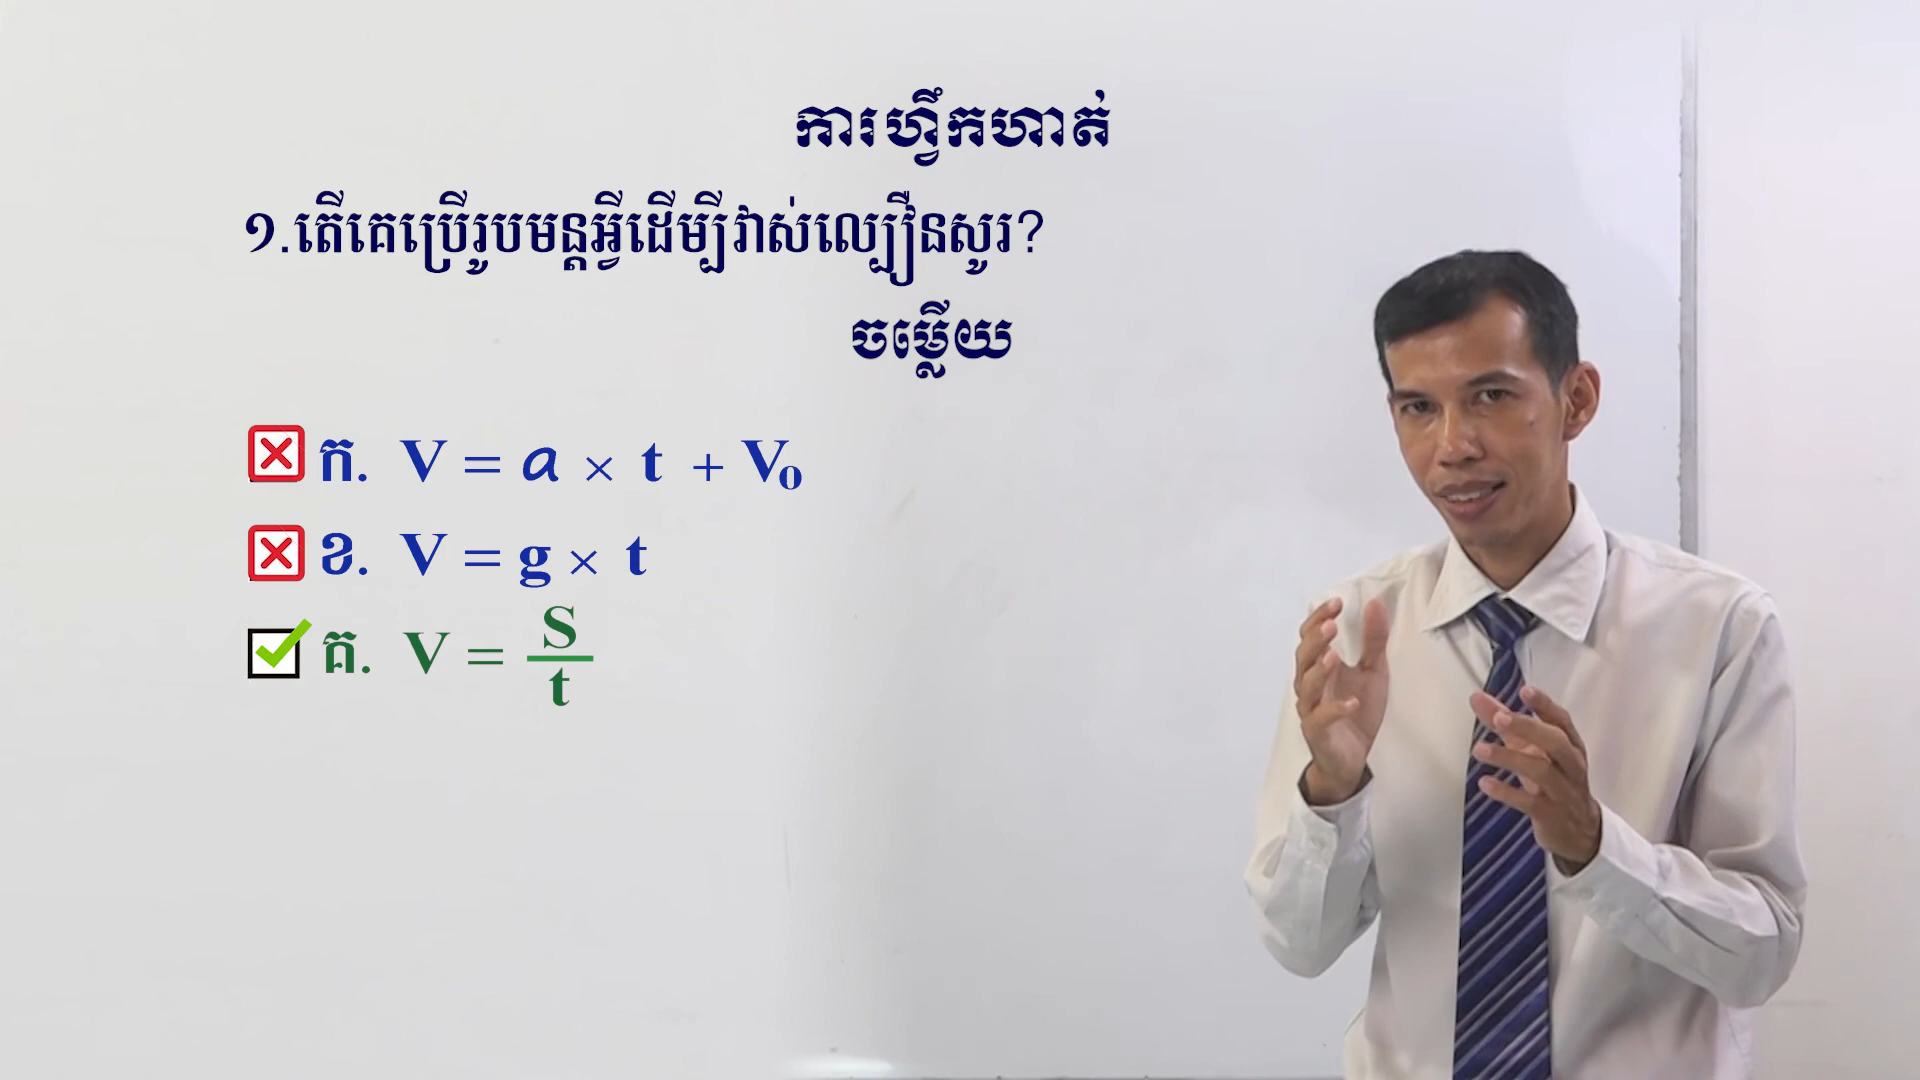 ការហ្វឹកហាត់
១.តើគេប្រើរូបមន្តអ្វីដើម្បីវាស់ល្បឿនសូរ?
ចម្លើយ
ក. V = a × t + V₀
ខ. V = g × t
គ. V = S/t